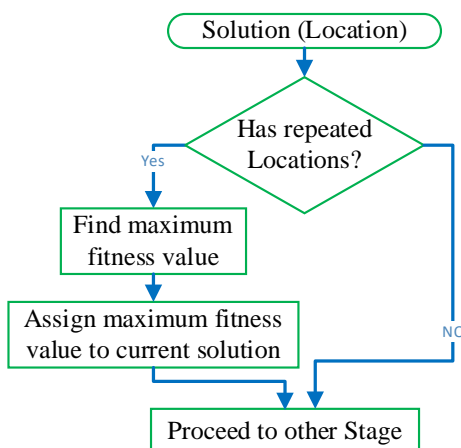 Solution (Location)
Has repeated
Locations?
Yes
Find maximum
fitness value
Assign maximum fitness
value to current solution
NO
Proceed to other Stage